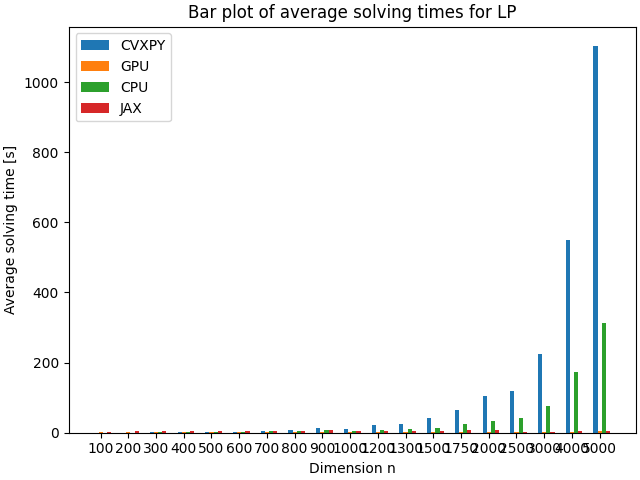 Bar plot of average solving times for LP
CVXPY
GPU
CPU
JAX
Average solving time [s]
1000
800
600
400
200
0
100 200 300 400 500 600 700 800 900 1000 1200 1300 1500 1750 2000 2500 3000 4000 5000
Dimension n